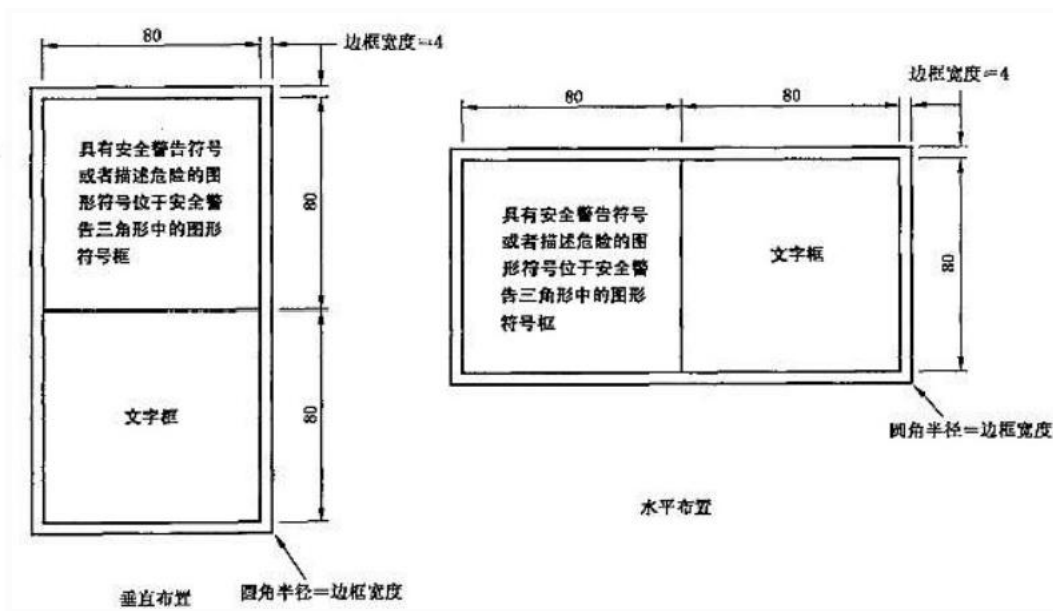 80
边框宽度=4
具有安全警告符号
或者描述危险的图
形符号位于安全警
告三角形中的图形
符号框
80
文字框
80
圆角半径=边框宽度
垂直布置
边框宽度=4
80
80
具有安全警告符号
或者描述危险的图
形符号位于安全警
告三角形中的图形
符号框
文字框
80
圆角半径=边框宽度
水平布置